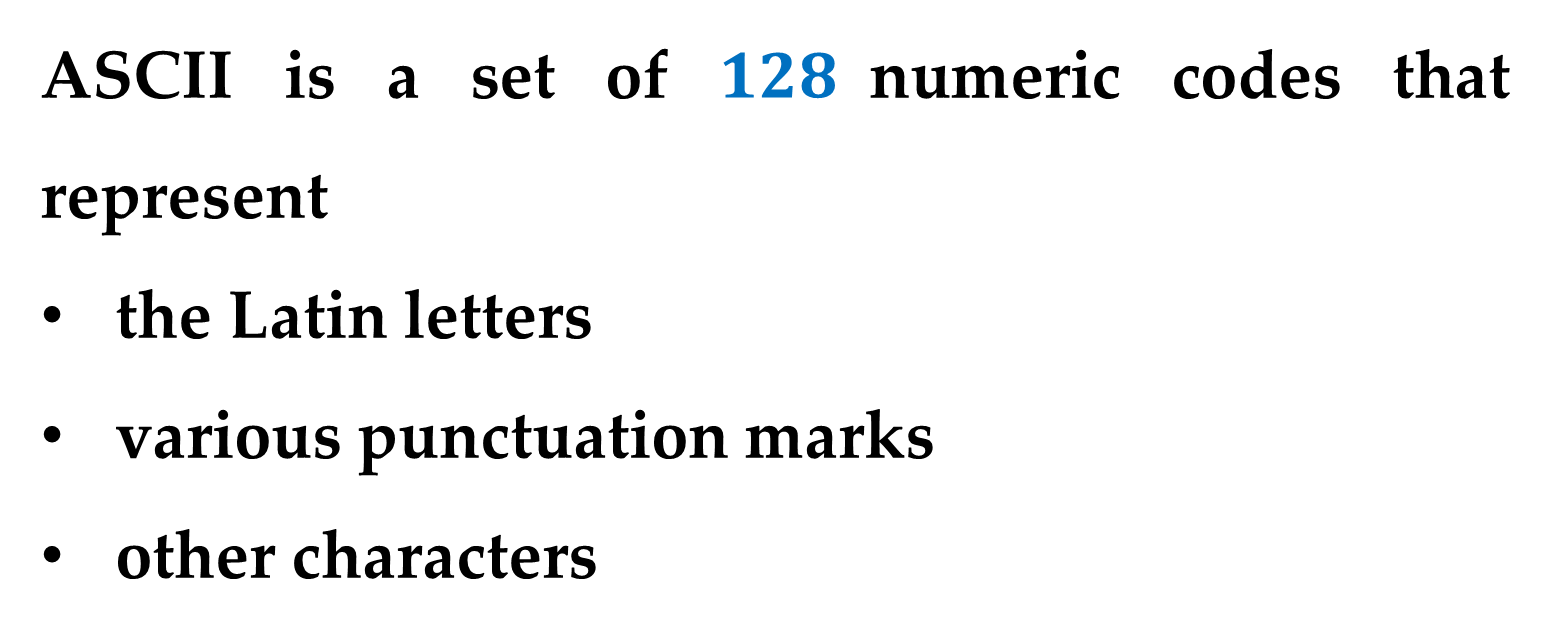 ASCII is a set of 128 numeric codes that
represent
• the Latin letters
• various punctuation marks
• other characters